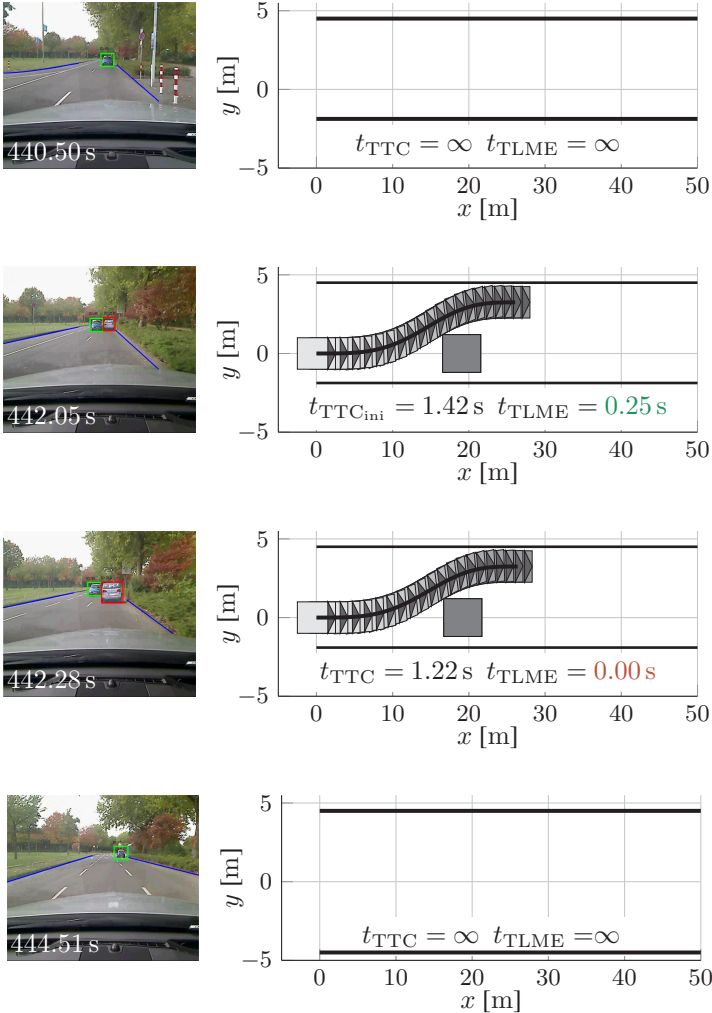 5
0
−5
y [m]
t_TTC = ∞ t_TLME = ∞
0 10 20 30 40 50
x [m]
440.50 s
5
0
−5
y [m]
t_TTC_ini = 1.42 s t_TLME = 0.25 s
0 10 20 30 40 50
x [m]
442.05 s
5
0
−5
y [m]
t_TTC = 1.22 s t_TLME = 0.00 s
0 10 20 30 40 50
x [m]
442.28 s
5
0
−5
y [m]
t_TTC = ∞ t_TLME =∞
0 10 20 30 40 50
x [m]
444.51 s